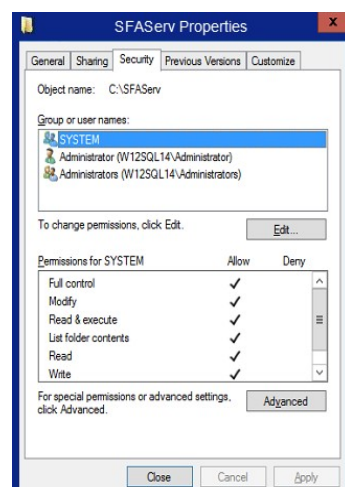 SFAServ Properties
x
General Sharing Security Previous Versions Customize
Object name: C:\SFAServ
Group or user names:
SYSTEM
Administrator (W12SQL14\Administrator)
Administrators (W12SQL14\Administrators)
To change permissions, click Edit.
Edit...
Permissions for SYSTEM Allow Deny
Full control
Modify
Read & execute
List folder contents
Read
Write
For special permissions or advanced settings,
click Advanced.
Advanced
Close Cancel Apply